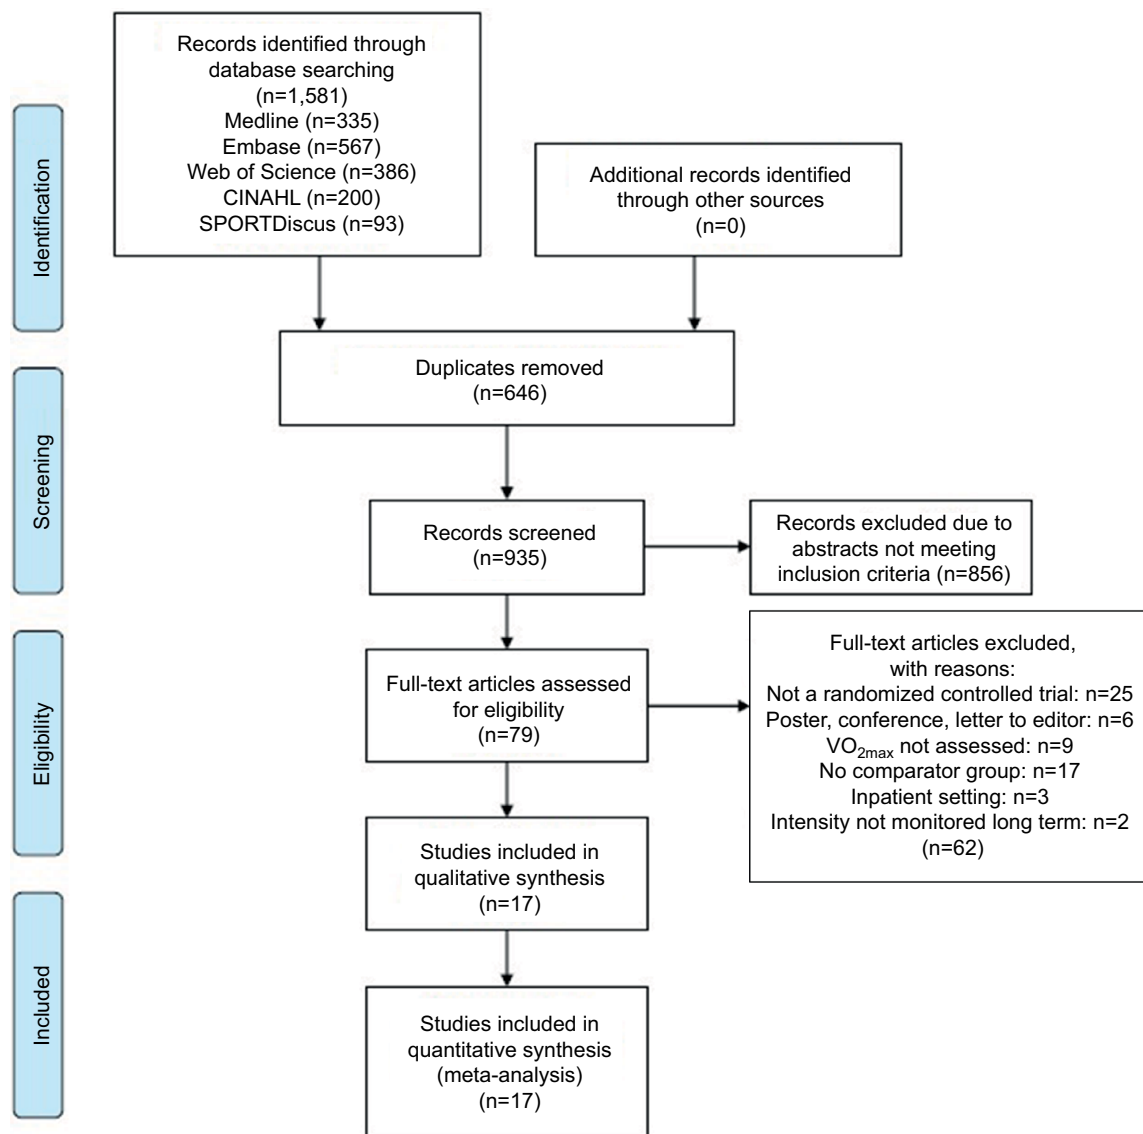 Identification
Records identified through
database searching
(n=1,581)
Medline (n=335)
Embase (n=567)
Web of Science (n=386)
CINAHL (n=200)
SPORTDiscus (n=93)
Additional records identified
through other sources
(n=0)
Duplicates removed
(n=646)
Screening
Records screened
(n=935)
Records excluded due to
abstracts not meeting
inclusion criteria (n=856)
Eligibility
Full-text articles assessed
for eligibility
(n=79)
Full-text articles excluded,
with reasons:
Not a randomized controlled trial: n=25
Poster, conference, letter to editor: n=6
VO2max not assessed: n=9
No comparator group: n=17
Inpatient setting: n=3
Intensity not monitored long term: n=2
(n=62)
Studies included in
qualitative synthesis
(n=17)
Included
Studies included in
quantitative synthesis
(meta-analysis)
(n=17)